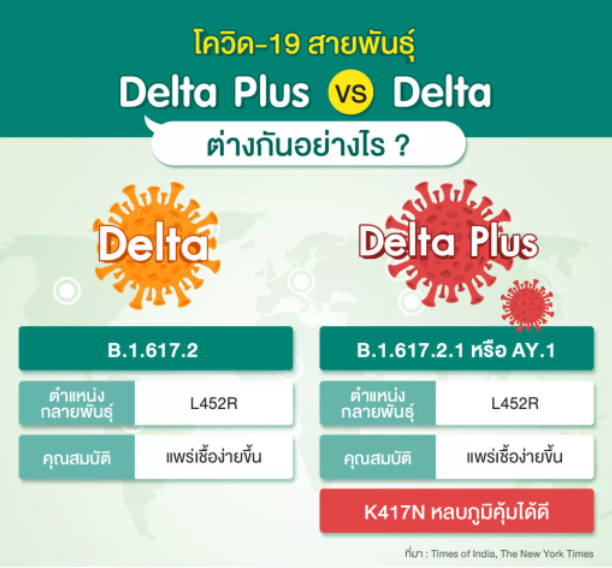 โควิด-19 สายพันธุ์
Delta Plus VS Delta
ต่างกันอย่างไร ?
Delta
B.1.617.2
ตำแหน่ง
กลายพันธุ์
L452R
คุณสมบัติ
แพร่เชื้อง่ายขึ้น
Delta Plus
B.1.617.2.1 หรือ AY.1
ตำแหน่ง
กลายพันธุ์
L452R
คุณสมบัติ
แพร่เชื้อง่ายขึ้น
K417N หลบภูมิคุ้มได้ดี
ที่มา : Times of India, The New York Times